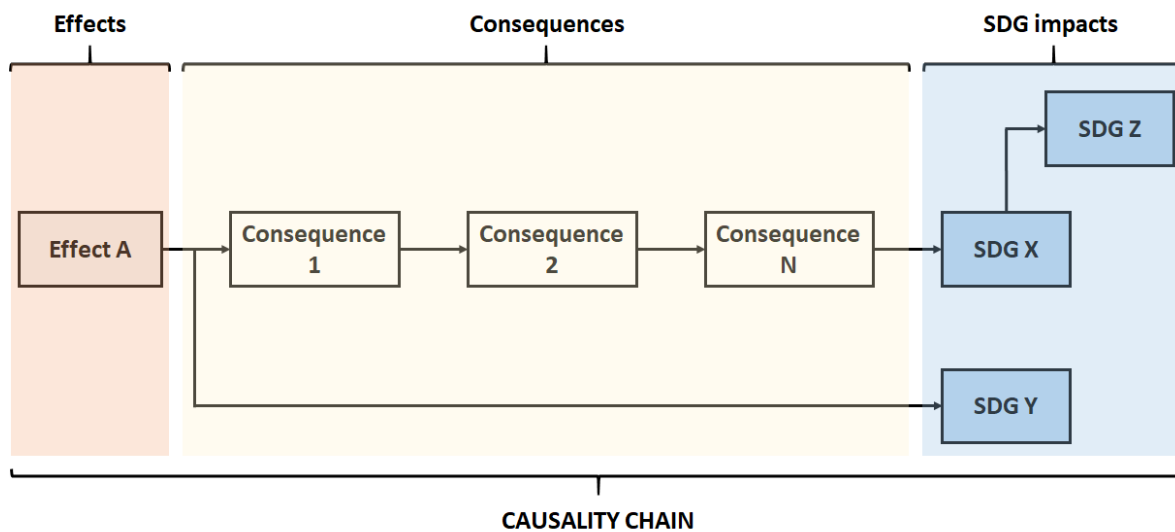 Effects
Consequences
SDG impacts
SDG Z
Effect A
Consequence
1
Consequence
2
Consequence
N
SDG X
SDG Y
CAUSALITY CHAIN